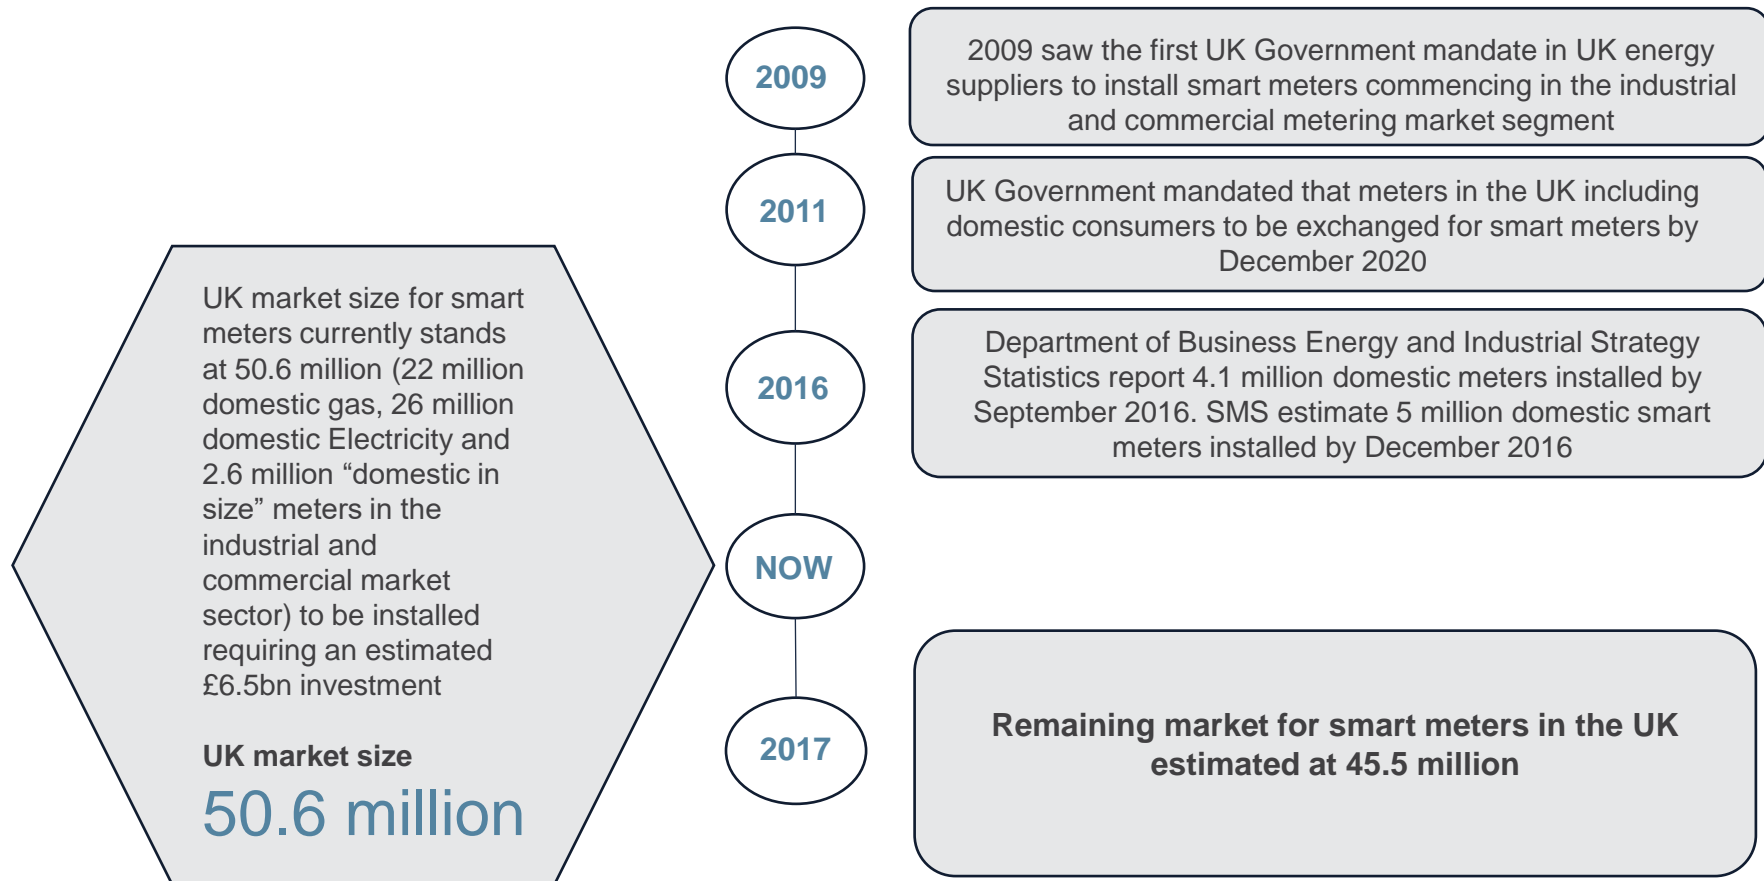 2009
2009 saw the first UK Government mandate in UK energy
suppliers to install smart meters commencing in the industrial
and commercial metering market segment
2011
UK Government mandated that meters in the UK including
domestic consumers to be exchanged for smart meters by
December 2020
2016
Department of Business Energy and Industrial Strategy
Statistics report 4.1 million domestic meters installed by
September 2016. SMS estimate 5 million domestic smart
meters installed by December 2016
NOW
2017
Remaining market for smart meters in the UK
estimated at 45.5 million
UK market size for smart
meters currently stands
at 50.6 million (22 million
domestic gas, 26 million
domestic Electricity and
2.6 million “domestic in
size” meters in the
industrial and
commercial market
sector) to be installed
requiring an estimated
£6.5bn investment
UK market size
50.6 million